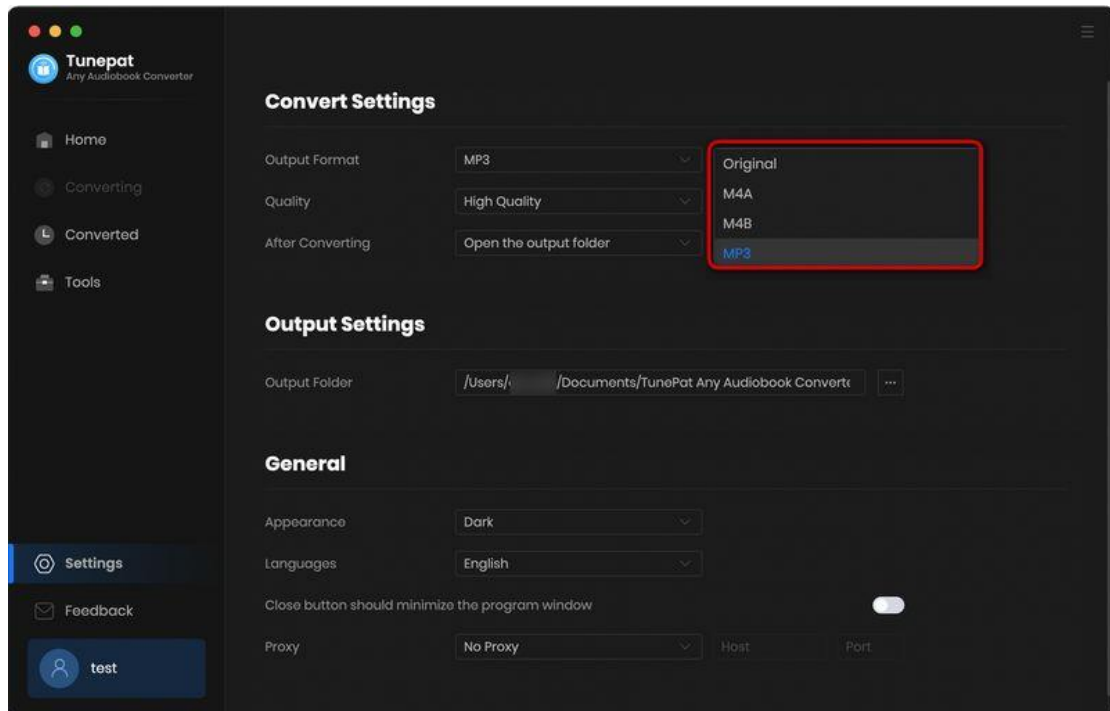 Tunepat
Any Audiobook Converter
Home
Converting
Converted
Tools
Settings
Feedback
test
Convert Settings
Output Format MP3
Quality High Quality
After Converting Open the output folder
Original
M4A
M4B
MP3
Output Settings
Output Folder /Users/ /Documents/TunePat Any Audiobook Converte ...
General
Appearance Dark
Languages English
Close button should minimize the program window
Proxy No Proxy Host Port